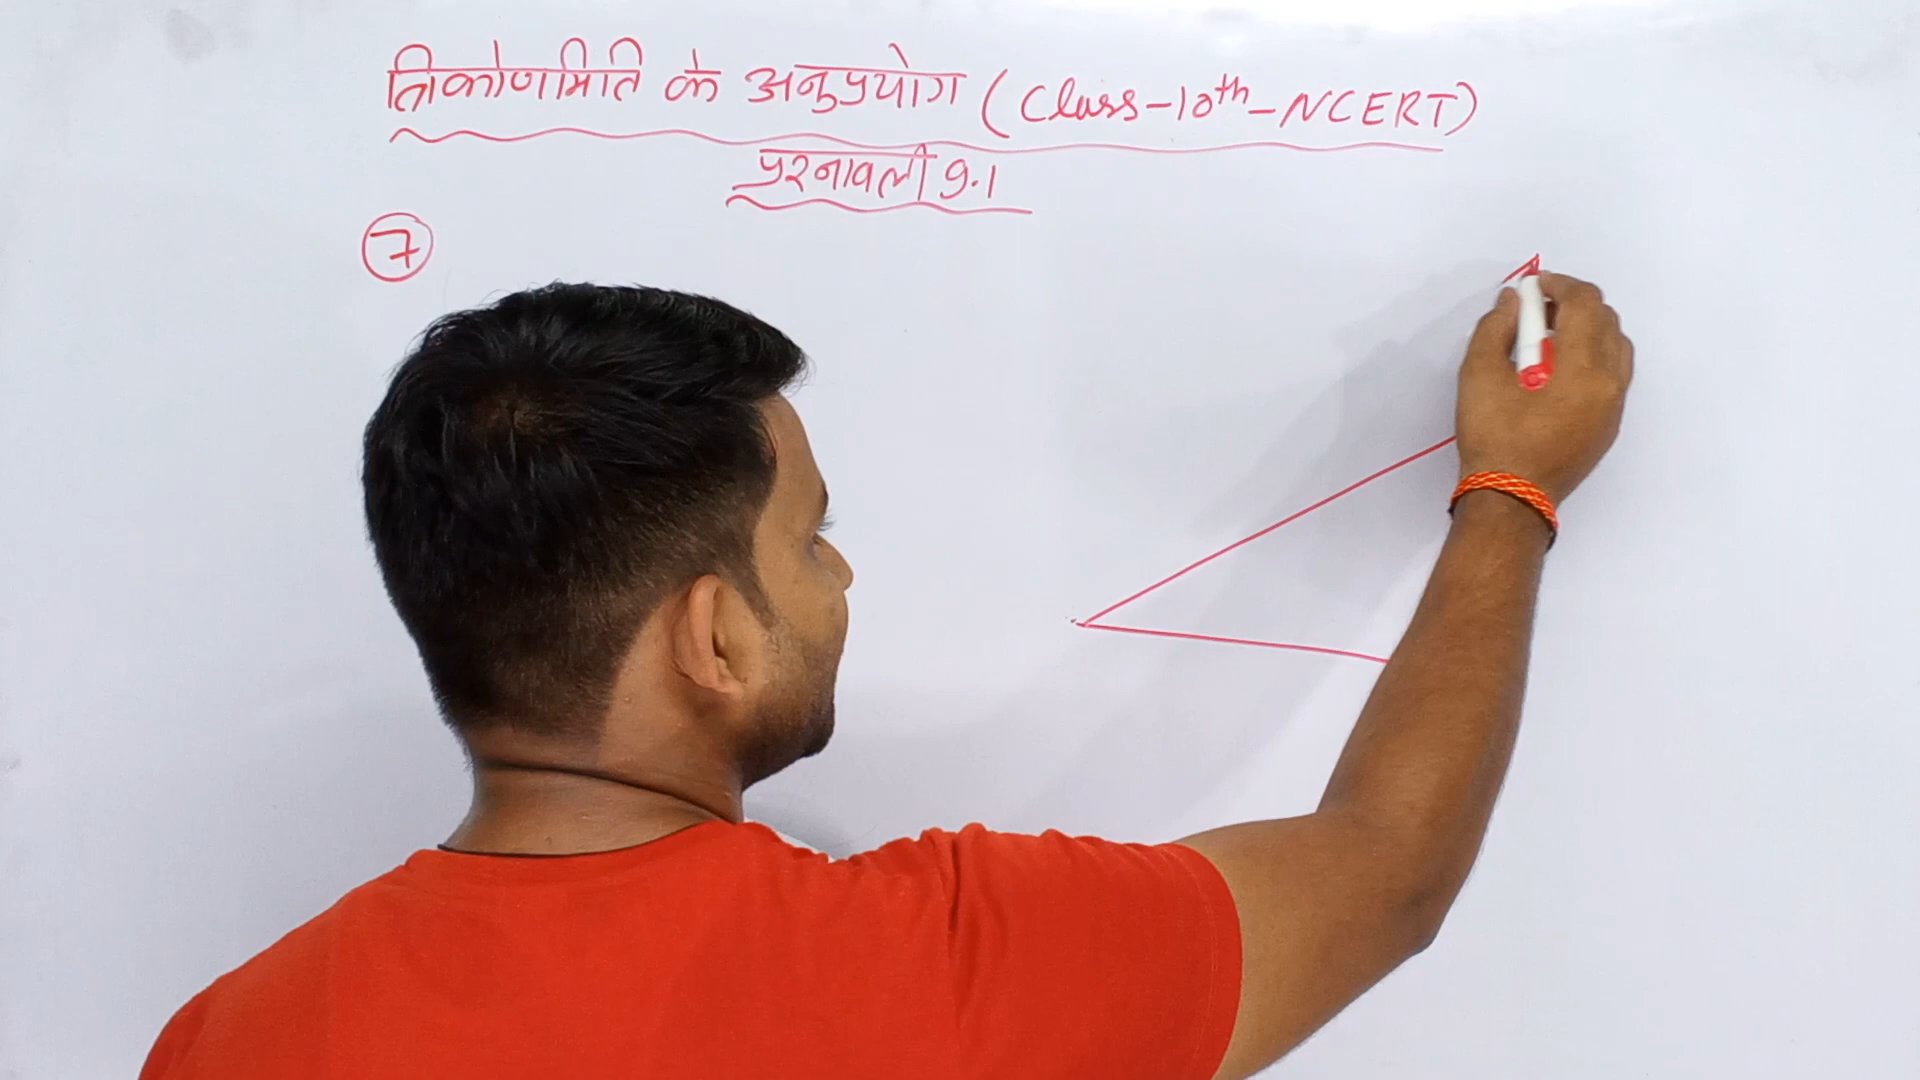 त्रिकोणमिति के अनुप्रयोग (Class-10th-NCERT)
प्रश्नावली 9.1
7